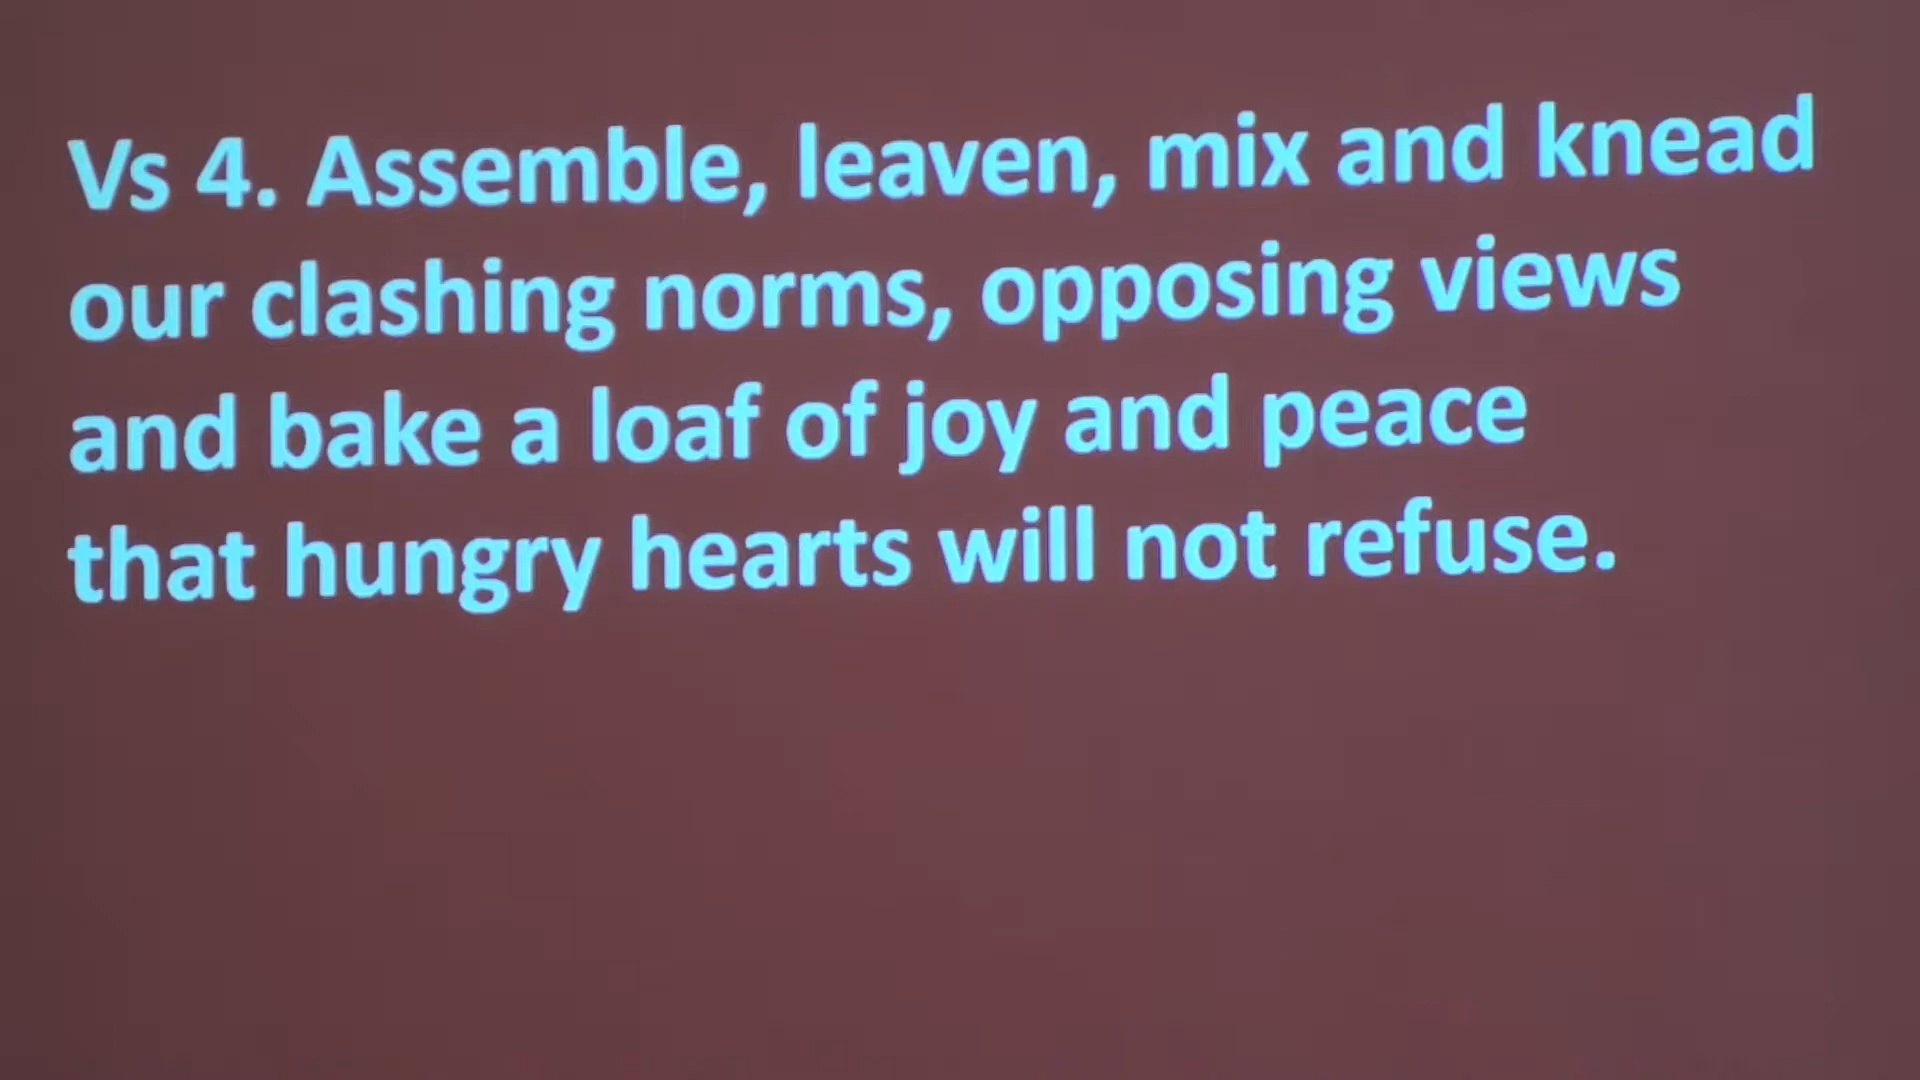 Vs 4. Assemble, leaven, mix and knead
our clashing norms, opposing views
and bake a loaf of joy and peace
that hungry hearts will not refuse.